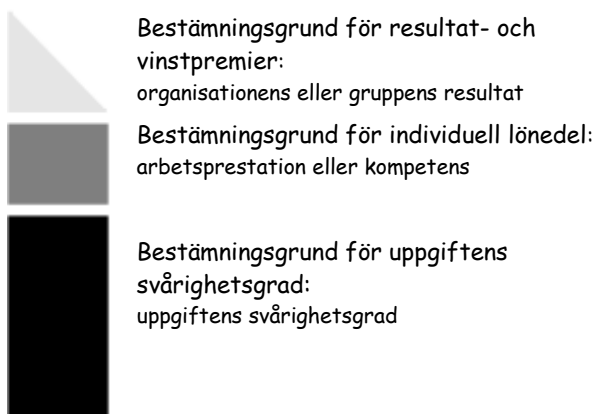 Bestämningsgrund för resultat- och
vinstpremier:
organisationens eller gruppens resultat
Bestämningsgrund för individuell lönedel:
arbetsprestation eller kompetens
Bestämningsgrund för uppgiftens
svårighetsgrad:
uppgiftens svårighetsgrad